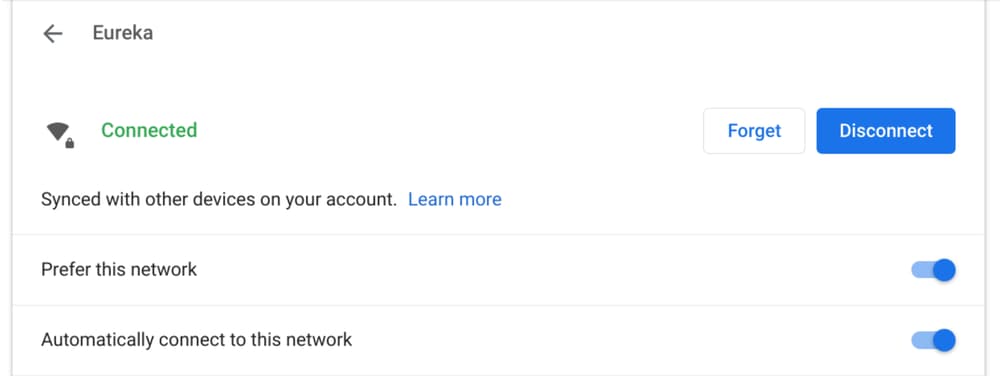 Eureka
Connected
Forget
Disconnect
Synced with other devices on your account. Learn more
Prefer this network
Automatically connect to this network